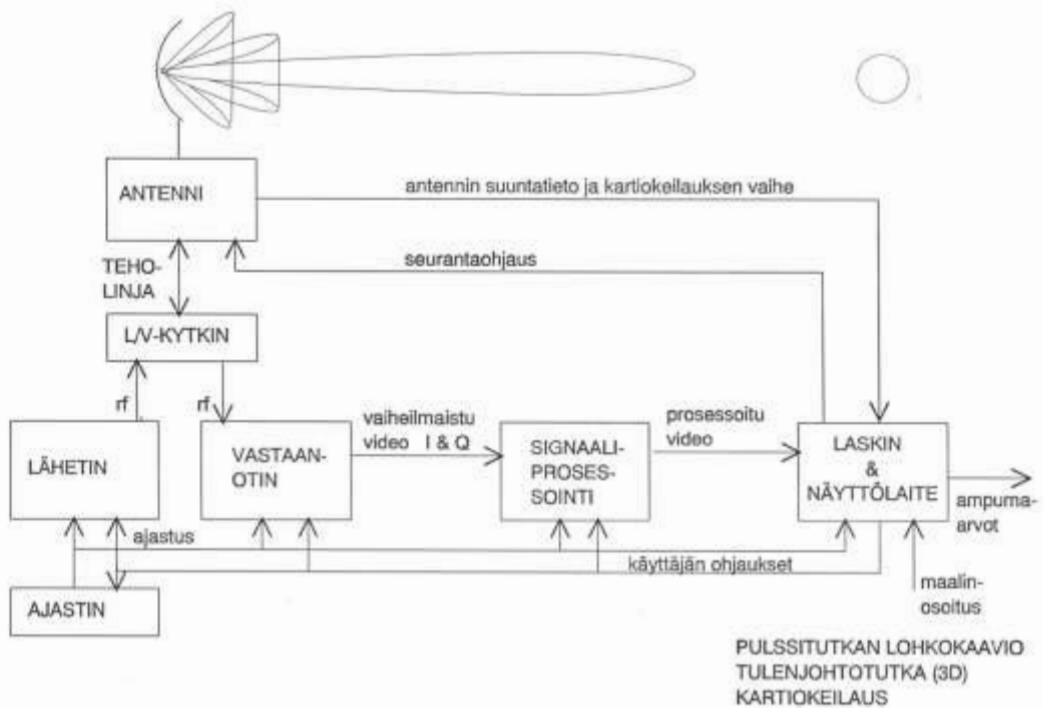 ANTENNI
antennin suuntatieto ja kartiokeilauksen vaihe
TEHO-
LINJA
seurantaohjaus
L/V-KYTKIN
rf
rf
vaiheilmaistu
video I & Q
prosessoitu
video
LÄHETIN
VASTAAN-
OTIN
SIGNAALI-
PROSES-
SOINTI
LASKIN
&
NÄYTTÖLAITE
ampuma-
arvot
ajastus
käyttäjän ohjaukset
AJASTIN
maalin-
osoitus
PULSSITUTKAN LOHKOKAAVIO
TULENJOHTOTUTKA (3D)
KARTIOKEILAUS